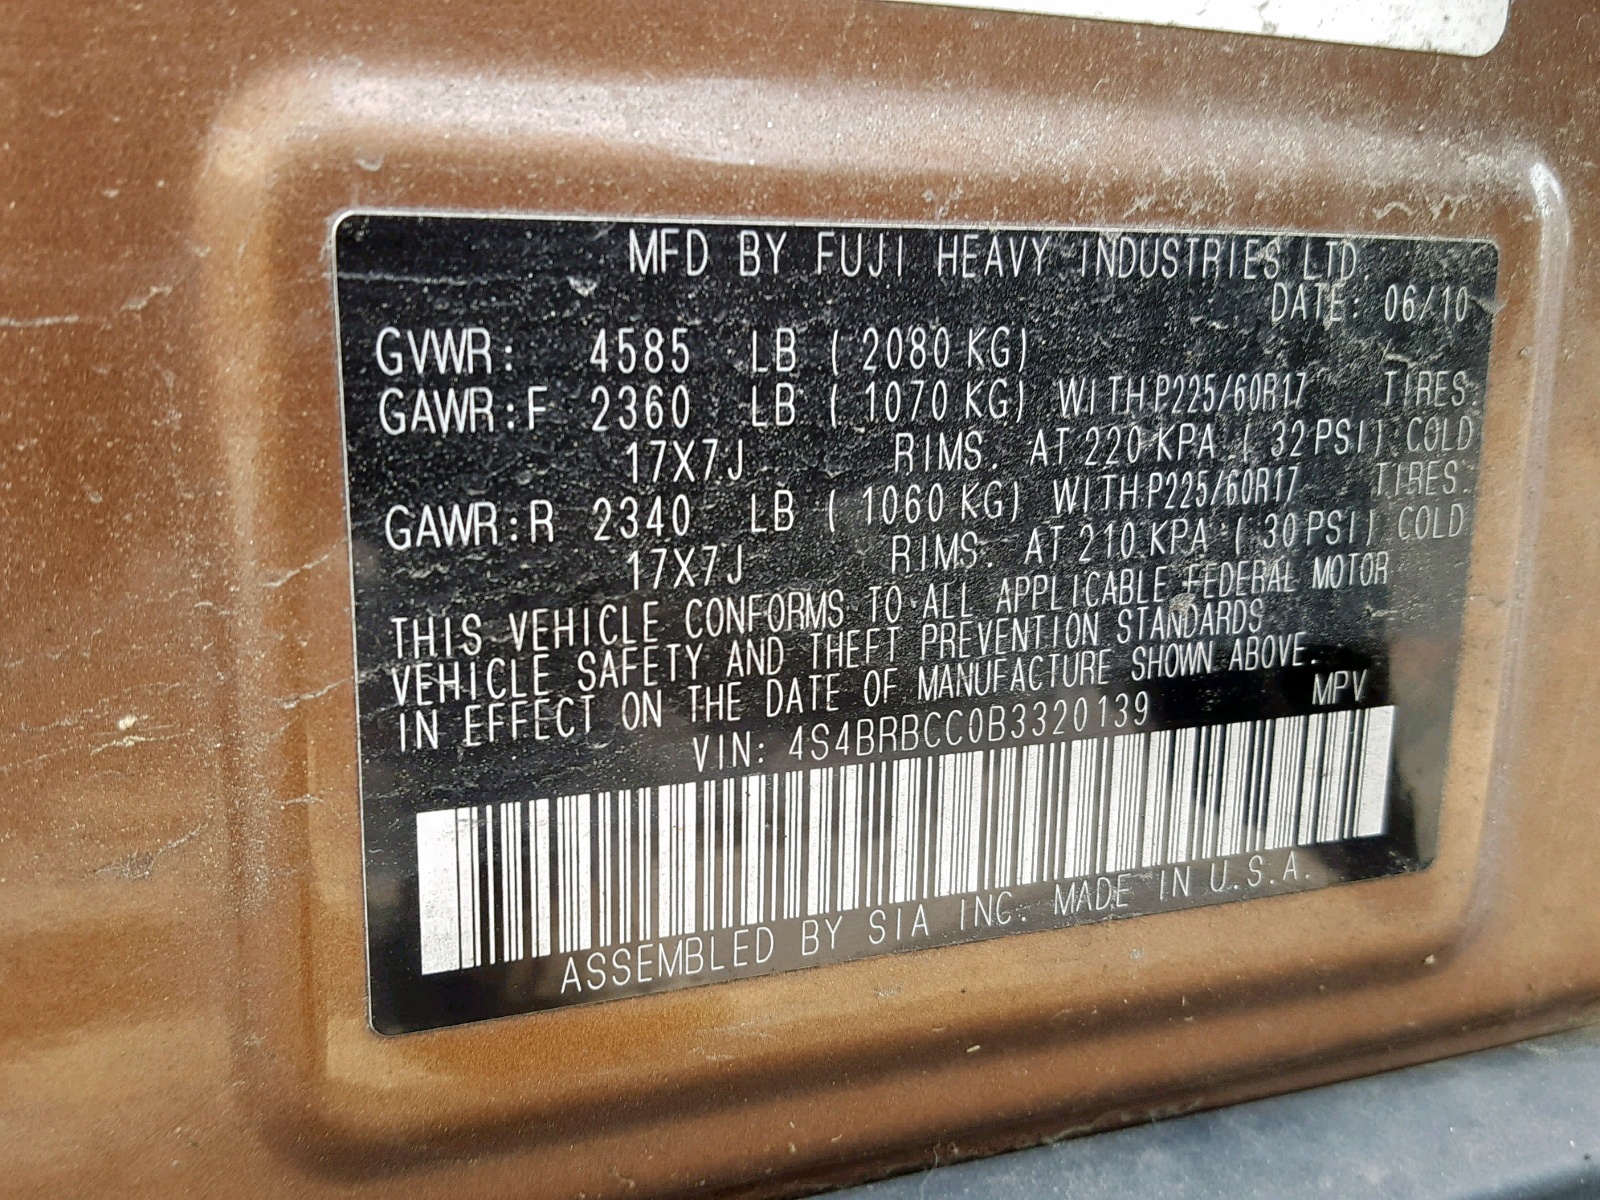 MFD BY FUJI HEAVY INDUSTRIES LTD.
DATE: 06/10
GVWR: 4585 LB ( 2080 KG)
GAWR:F 2360 LB ( 1070 KG) WITH P225/60R17 TIRES.
17X7J RIMS. AT 220 KPA ( 32 PSI) COLD
GAWR:R 2340 LB ( 1060 KG) WITH P225/60R17 TIRES.
17X7J RIMS. AT 210 KPA ( 30 PSI) COLD
THIS VEHICLE CONFORMS TO ALL APPLICABLE FEDERAL MOTOR
VEHICLE SAFETY AND THEFT PREVENTION STANDARDS
IN EFFECT ON THE DATE OF MANUFACTURE SHOWN ABOVE.
VIN: 4S4BRBCC0B3320139 MPV
ASSEMBLED BY SIA INC. MADE IN U.S.A.